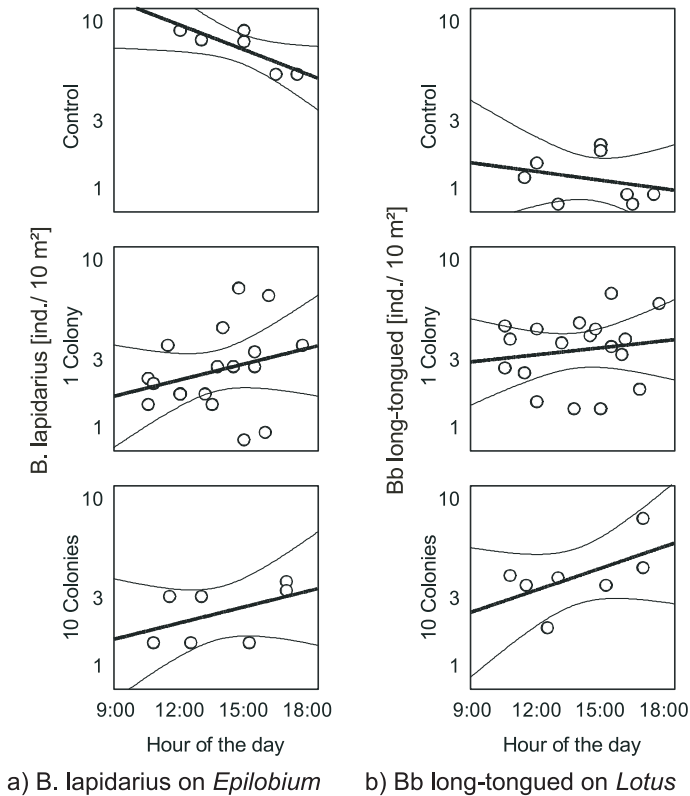 10
3
1
Control
10
3
1
Control
B. lapidarius [ind./ 10 m²]
10
3
1
1 Colony
Bb long-tongued [ind./ 10 m²]
10
3
1
1 Colony
10
3
1
10 Colonies
10
3
1
10 Colonies
9:00 12:00 15:00 18:00
9:00 12:00 15:00 18:00
Hour of the day
Hour of the day
a) B. lapidarius on Epilobium
b) Bb long-tongued on Lotus